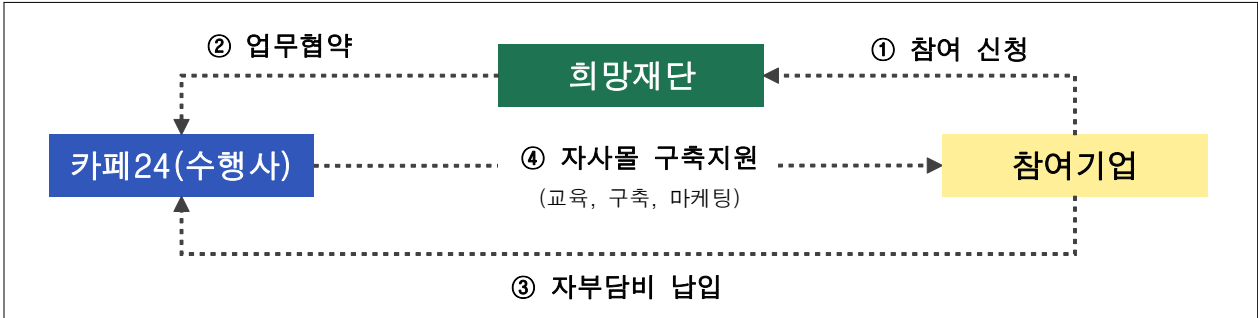 ② 업무협약
희망재단
① 참여 신청
카페24(수행사)
④ 자사몰 구축지원
(교육, 구축, 마케팅)
참여기업
③ 자부담비 납입